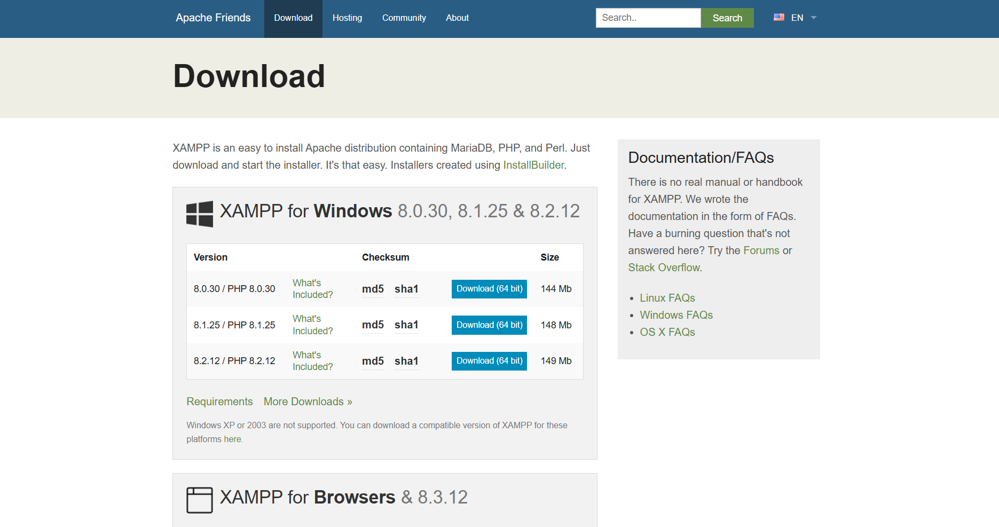 Apache Friends
Download
Hosting
Community
About
Search..
Search
EN
Download
XAMPP is an easy to install Apache distribution containing MariaDB, PHP, and Perl. Just
download and start the installer. It's that easy. Installers created using InstallBuilder.
XAMPP for Windows 8.0.30, 8.1.25 & 8.2.12
Version Checksum Size
8.0.30 / PHP 8.0.30 What's Included? md5 sha1 Download (64 bit) 144 Mb
8.1.25 / PHP 8.1.25 What's Included? md5 sha1 Download (64 bit) 148 Mb
8.2.12 / PHP 8.2.12 What's Included? md5 sha1 Download (64 bit) 149 Mb
Requirements More Downloads »
Windows XP or 2003 are not supported. You can download a compatible version of XAMPP for these
platforms here.
XAMPP for Browsers & 8.3.12
Documentation/FAQs
There is no real manual or handbook
for XAMPP. We wrote the
documentation in the form of FAQs.
Have a burning question that's not
answered here? Try the Forums or
Stack Overflow.
• Linux FAQs
• Windows FAQs
• OS X FAQs